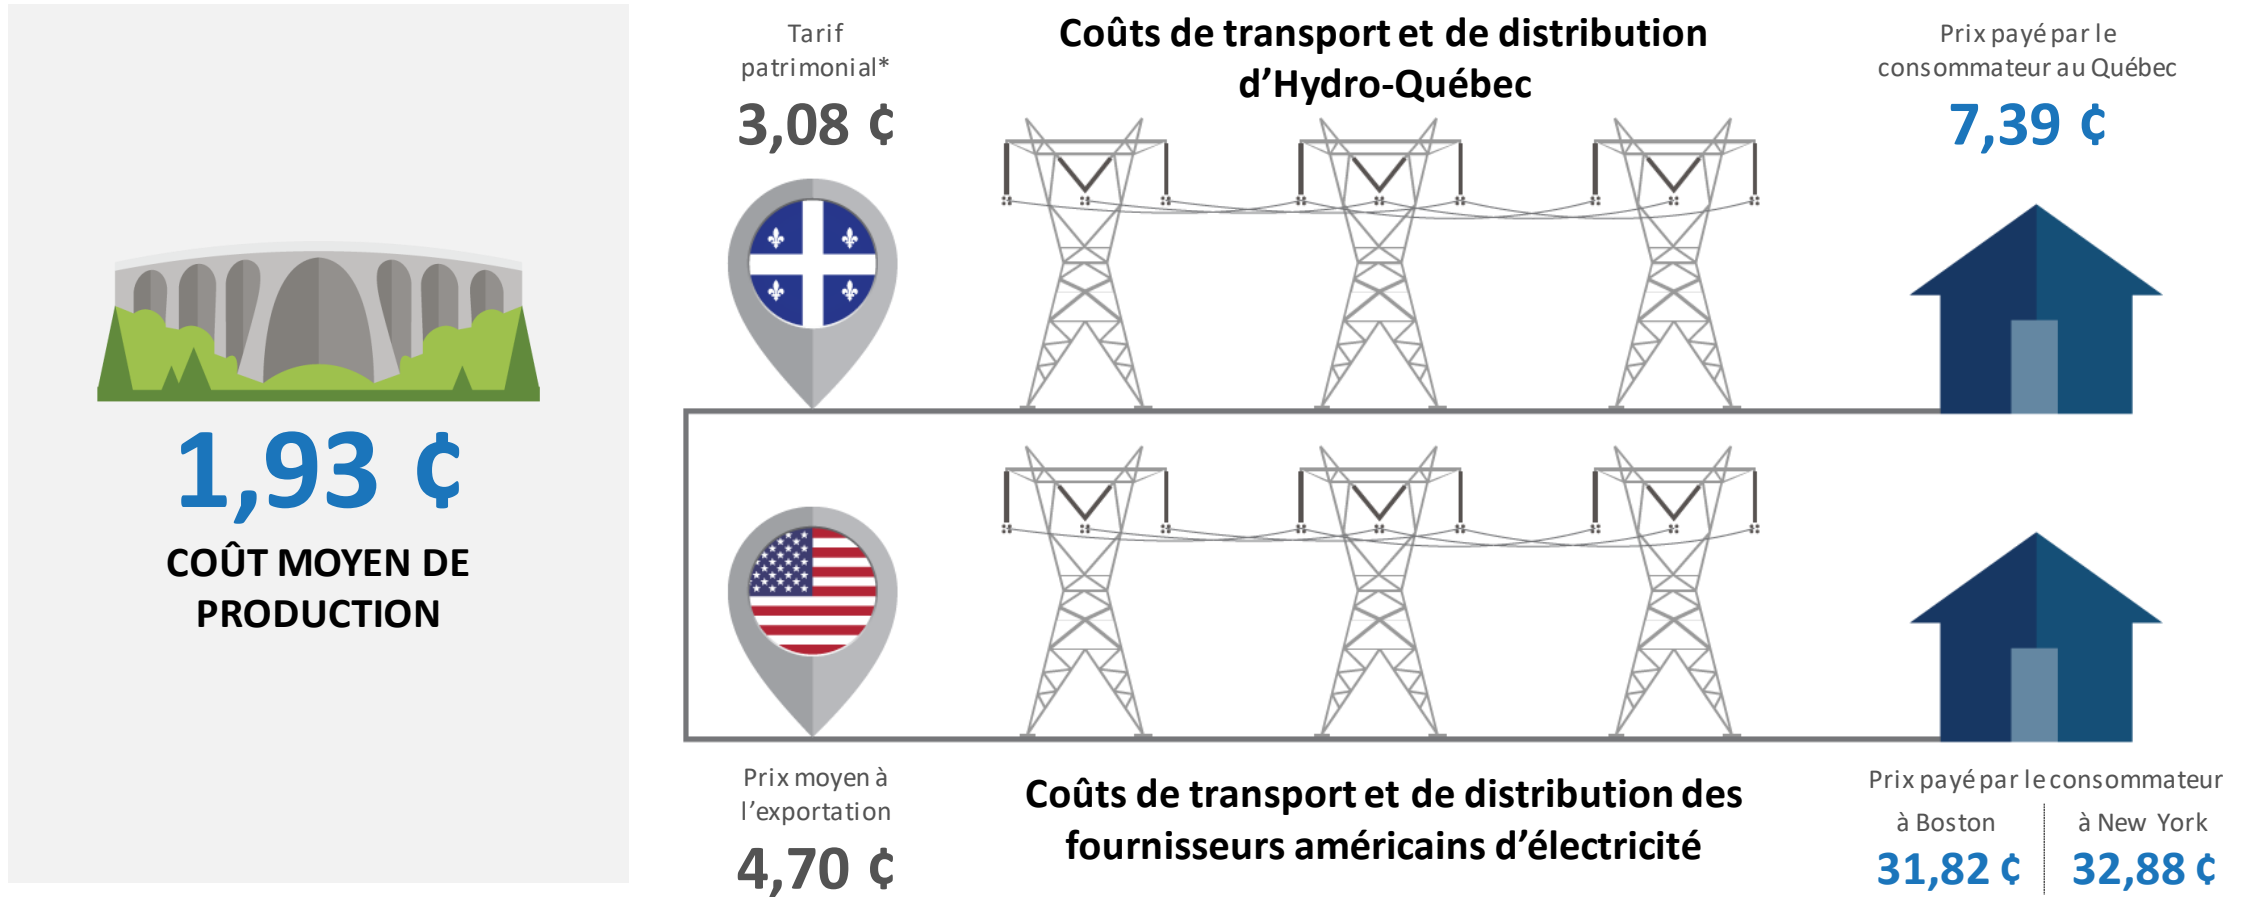 1,93 ¢
COÛT MOYEN DE
PRODUCTION
Tarif
patrimonial*
3,08 ¢
Coûts de transport et de distribution
d’Hydro-Québec
Prix payé par le
consommateur au Québec
7,39 ¢
Prix moyen à
l’exportation
4,70 ¢
Coûts de transport et de distribution des
fournisseurs américains d’électricité
Prix payé par le consommateur
à Boston
31,82 ¢
à New York
32,88 ¢